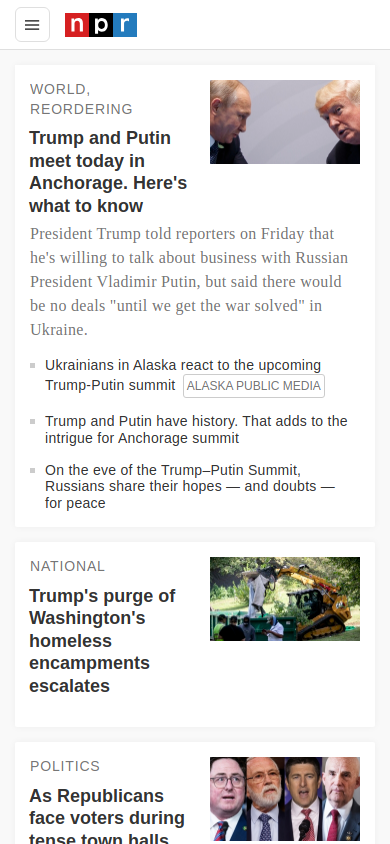 npr
WORLD,
REORDERING
Trump and Putin
meet today in
Anchorage. Here's
what to know
President Trump told reporters on Friday that
he's willing to talk about business with Russian
President Vladimir Putin, but said there would
be no deals "until we get the war solved" in
Ukraine.
Ukrainians in Alaska react to the upcoming
Trump-Putin summit ALASKA PUBLIC MEDIA
Trump and Putin have history. That adds to the
intrigue for Anchorage summit
On the eve of the Trump–Putin Summit,
Russians share their hopes — and doubts —
for peace
NATIONAL
Trump's purge of
Washington's
homeless
encampments
escalates
POLITICS
As Republicans
face voters during
tense town halls